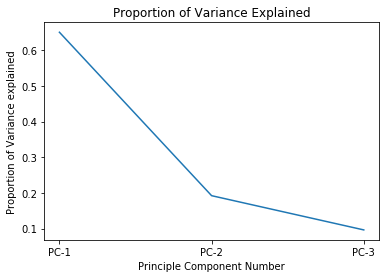 Proportion of Variance Explained
Proportion of Variance explained
0.6
0.5
0.4
0.3
0.2
0.1
PC-1 PC-2 PC-3
Principle Component Number